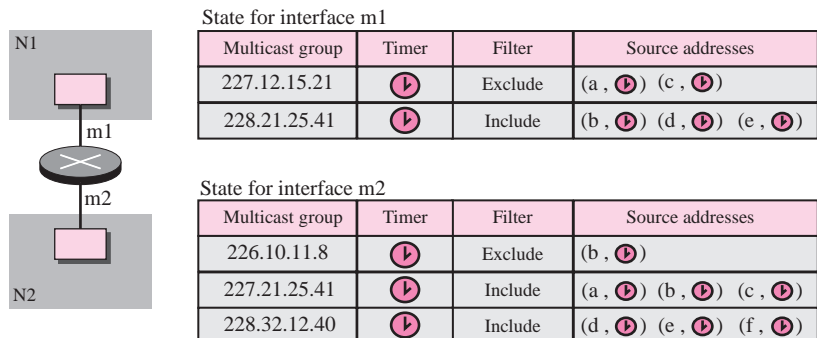 State for interface m1
N1
Multicast group Timer Filter Source addresses
227.12.15.21 Exclude (a , ) (c , )
228.21.25.41 Include (b , ) (d , ) (e , )
m1
m2
State for interface m2
Multicast group Timer Filter Source addresses
226.10.11.8 Exclude (b , )
227.21.25.41 Include (a , ) (b , ) (c , )
228.32.12.40 Include (d , ) (e , ) (f , )
N2